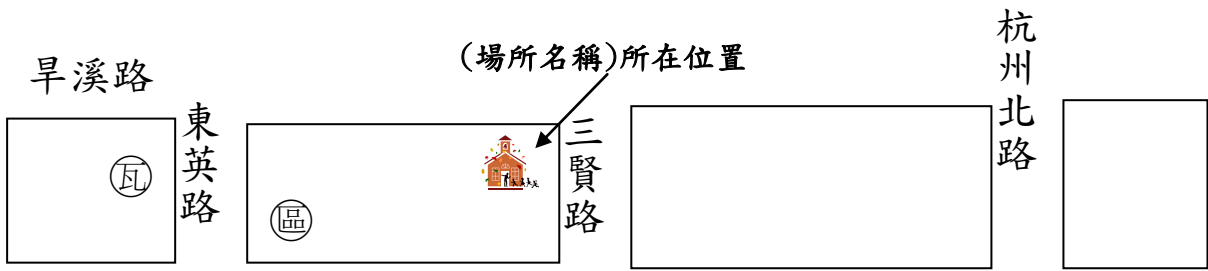 旱溪路
東英路
(場所名稱)所在位置
三賢路
杭州北路
瓦
區